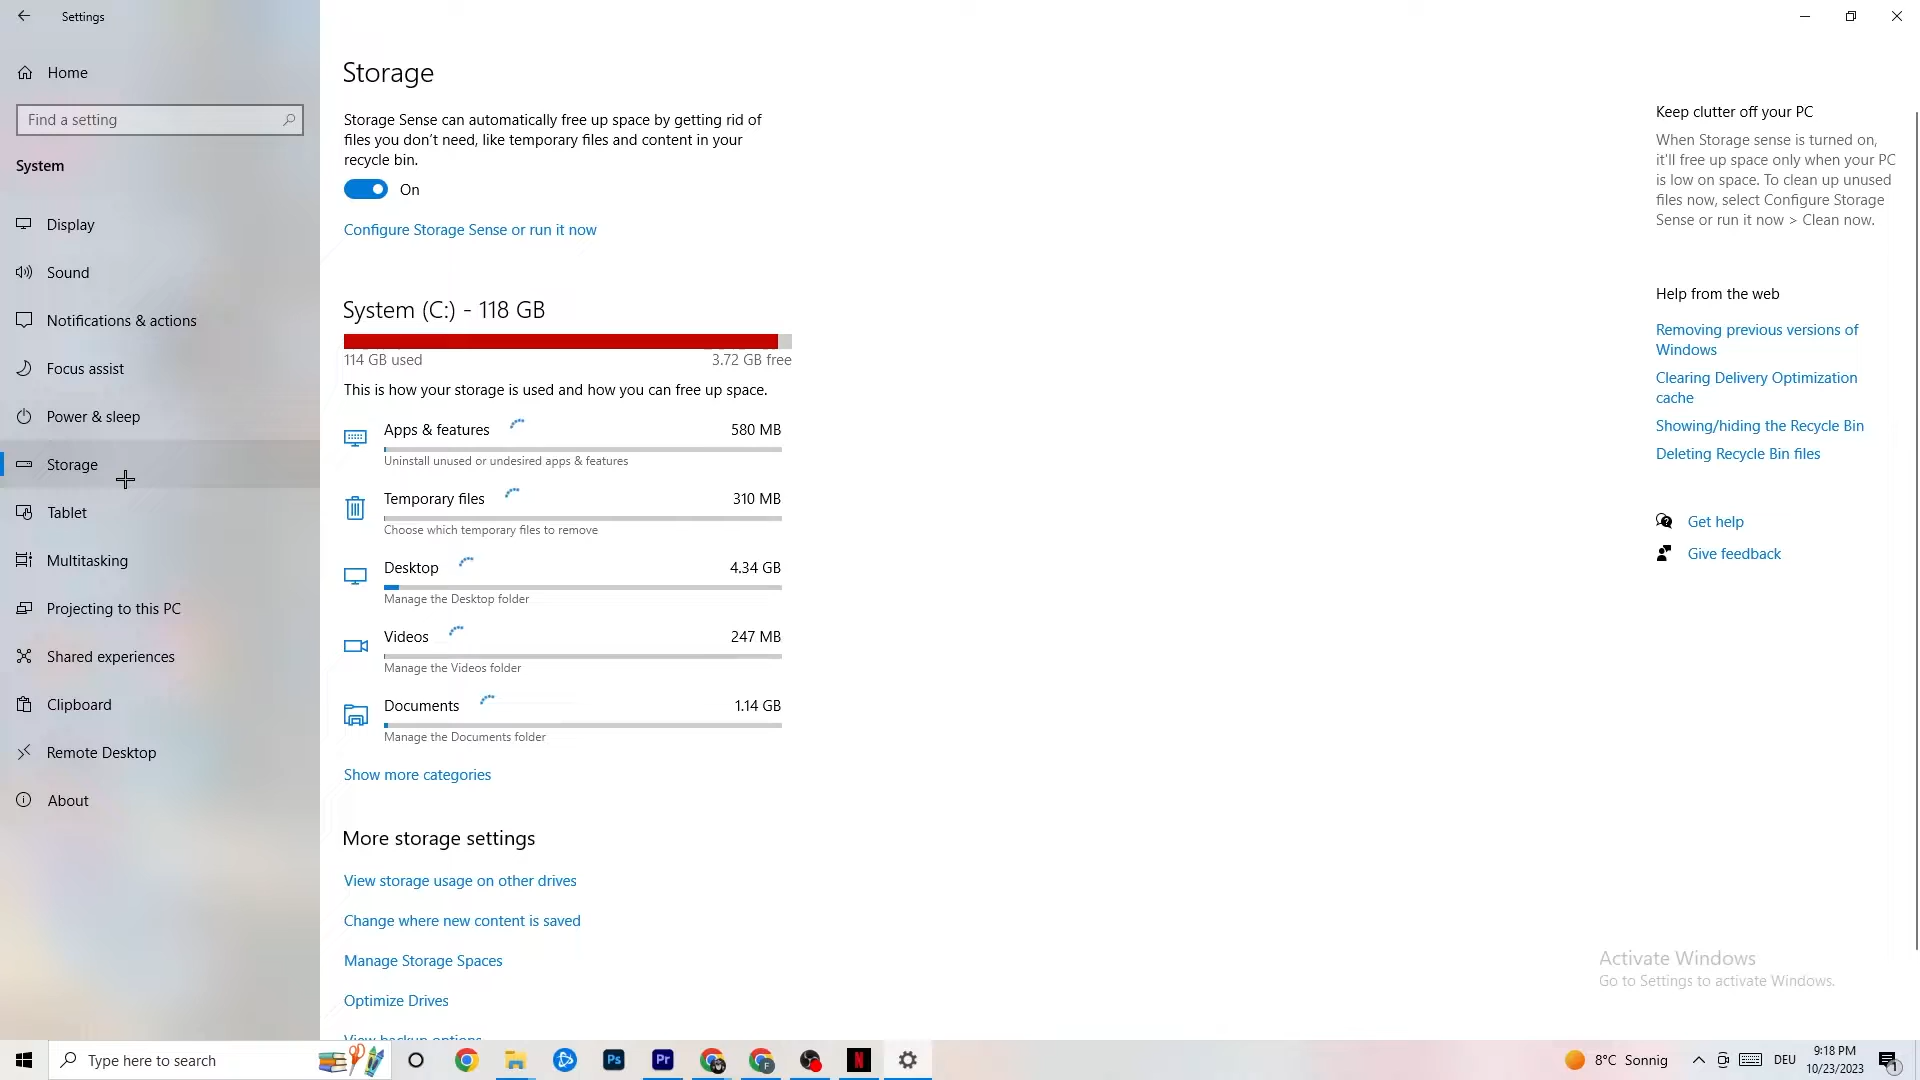 Settings
Home
Find a setting
System
Display
Sound
Notifications & actions
Focus assist
Power & sleep
Storage
Tablet
Multitasking
Projecting to this PC
Shared experiences
Clipboard
Remote Desktop
About
Storage
Storage Sense can automatically free up space by getting rid of
files you don't need, like temporary files and content in your
recycle bin.
On
Configure Storage Sense or run it now
System (C:) - 118 GB
114 GB used 3.72 GB free
This is how your storage is used and how you can free up space.
Apps & features 580 MB
Uninstall unused or undesired apps & features
Temporary files 310 MB
Choose which temporary files to remove
Desktop 4.34 GB
Manage the Desktop folder
Videos 247 MB
Manage the Videos folder
Documents 1.14 GB
Manage the Documents folder
Show more categories
More storage settings
View storage usage on other drives
Change where new content is saved
Manage Storage Spaces
Optimize Drives
View backup options
Keep clutter off your PC
When Storage sense is turned on,
it'll free up space only when your PC
is low on space. To clean up unused
files now, select Configure Storage
Sense or run it now > Clean now.
Help from the web
Removing previous versions of
Windows
Clearing Delivery Optimization
cache
Showing/hiding the Recycle Bin
Deleting Recycle Bin files
Get help
Give feedback
Activate Windows
Go to Settings to activate Windows.
Type here to search
Ps
Pr
F
N
8°C Sonnig
DEU
9:18 PM
10/23/2023
1